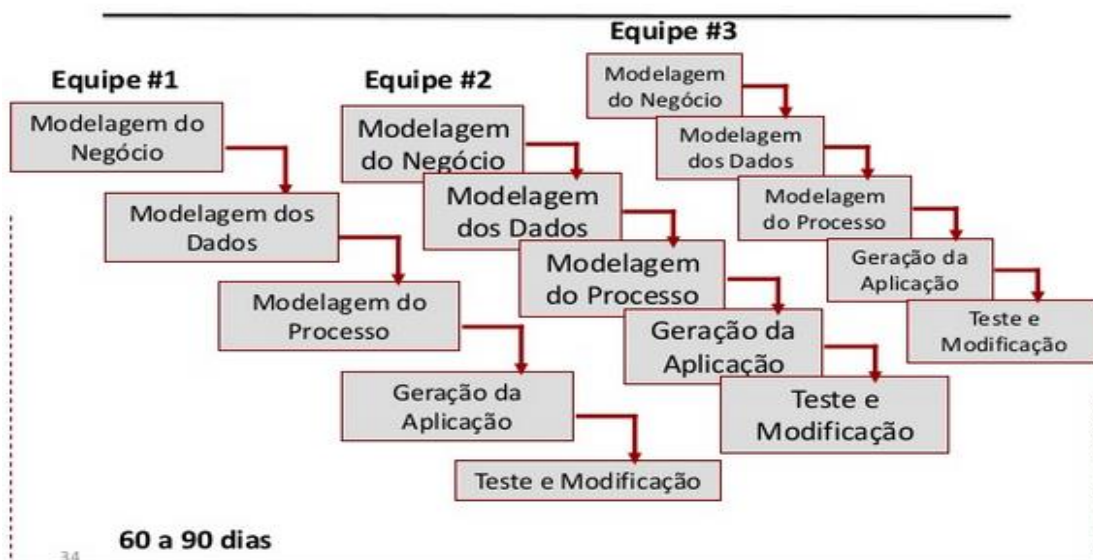 Equipe #1
Modelagem do
Negócio
Modelagem dos
Dados
Modelagem do
Processo
Geração da
Aplicação
Teste e Modificação
Equipe #2
Modelagem
do Negócio
Modelagem
dos Dados
Modelagem
do Processo
Geração da
Aplicação
Teste e
Modificação
Equipe #3
Modelagem
do Negócio
Modelagem
dos Dados
Modelagem
do Processo
Geração da
Aplicação
Teste e
Modificação
60 a 90 dias
34